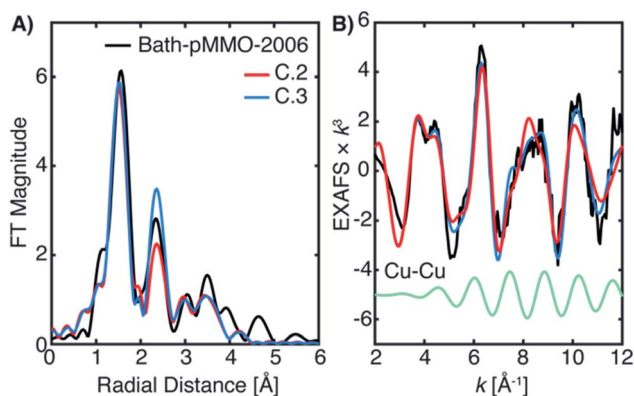 A)
Bath-pMMO-2006
C.2
C.3
FT Magnitude
6
4
2
0
0 1 2 3 4 5 6
Radial Distance [Å]
B)
EXAFS × k³
6
4
2
0
-2
-4
-6
Cu-Cu
2 4 6 8 10 12
k [Å⁻¹]